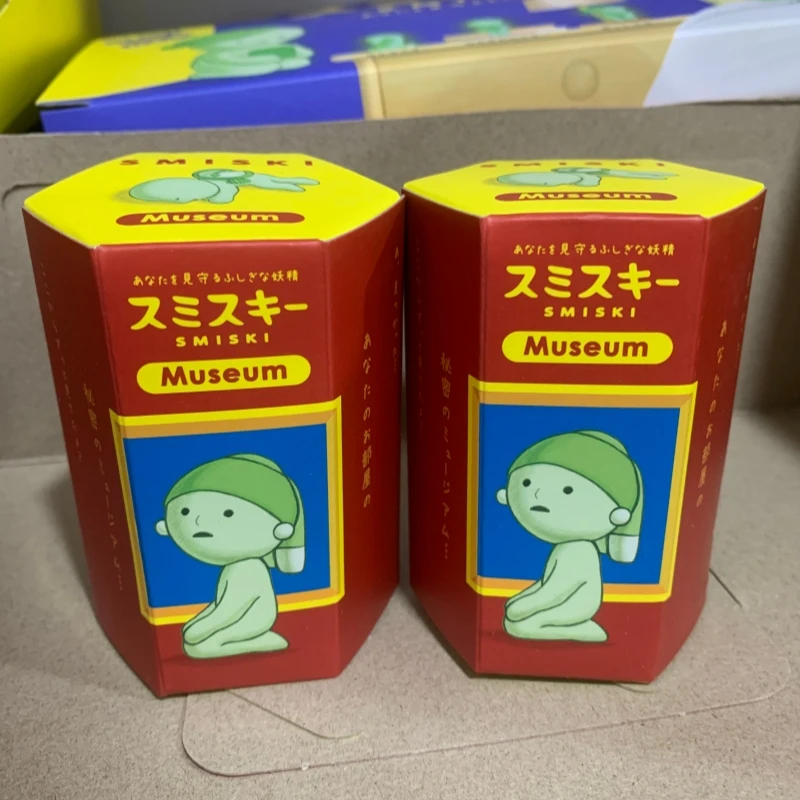 SMISKI
Museum
あなたを見守るふしぎな妖精
スミスキー
SMISKI
Museum
秘密のミュージアム…
あなたのお部屋の
SMISKI
Museum
あなたを見守るふしぎな妖精
スミスキー
SMISKI
Museum
秘密のミュージアム…
あなたのお部屋の